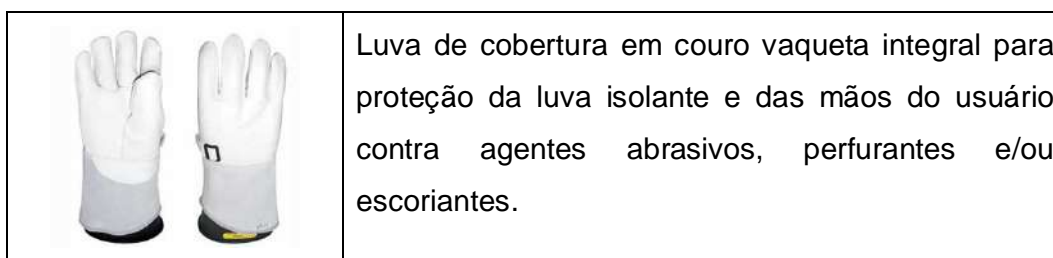 Luva de cobertura em couro vaqueta integral para
proteção da luva isolante e das mãos do usuário
contra agentes abrasivos, perfurantes e/ou
escoriantes.